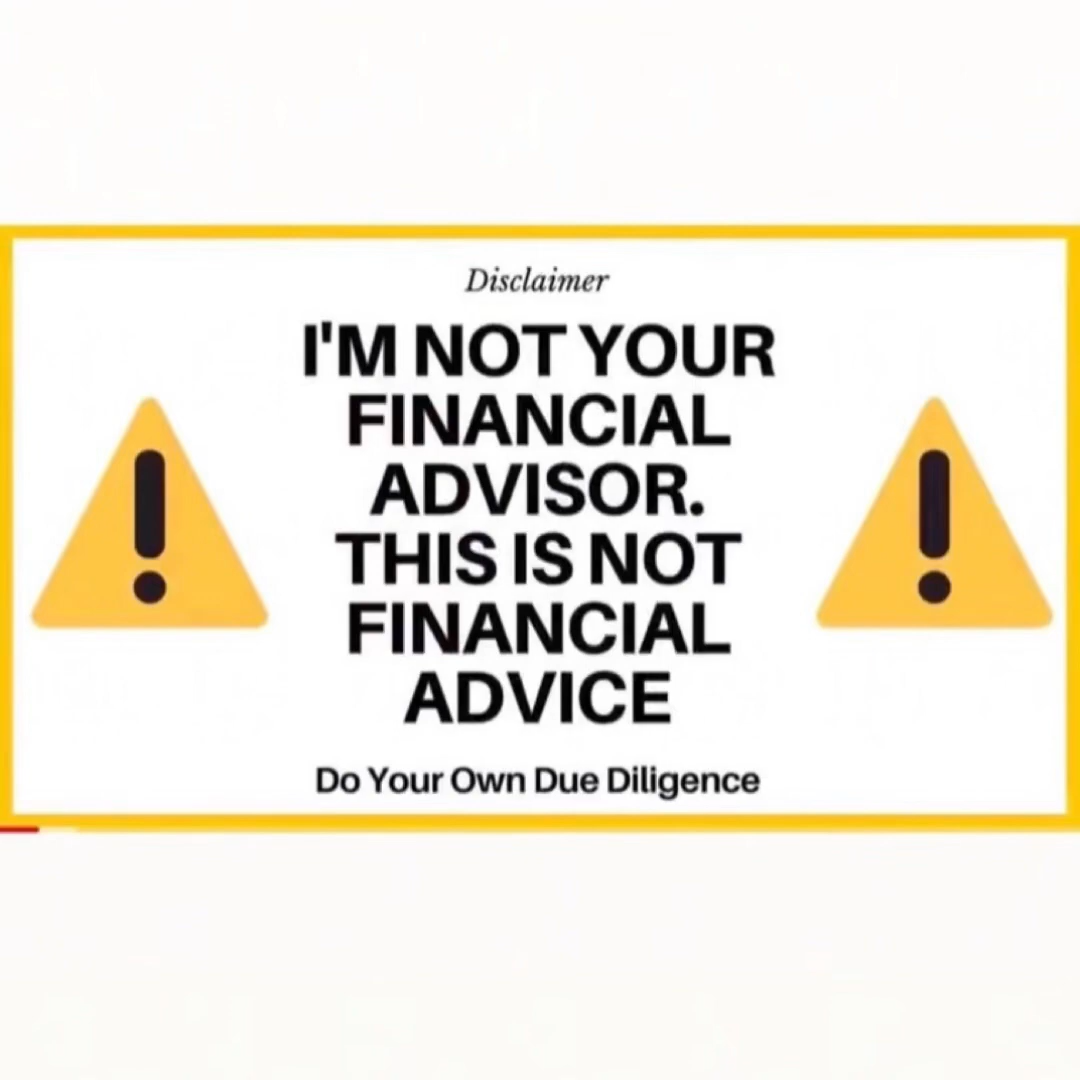 Disclaimer
I'M NOT YOUR
FINANCIAL
ADVISOR.
THIS IS NOT
FINANCIAL
ADVICE
Do Your Own Due Diligence